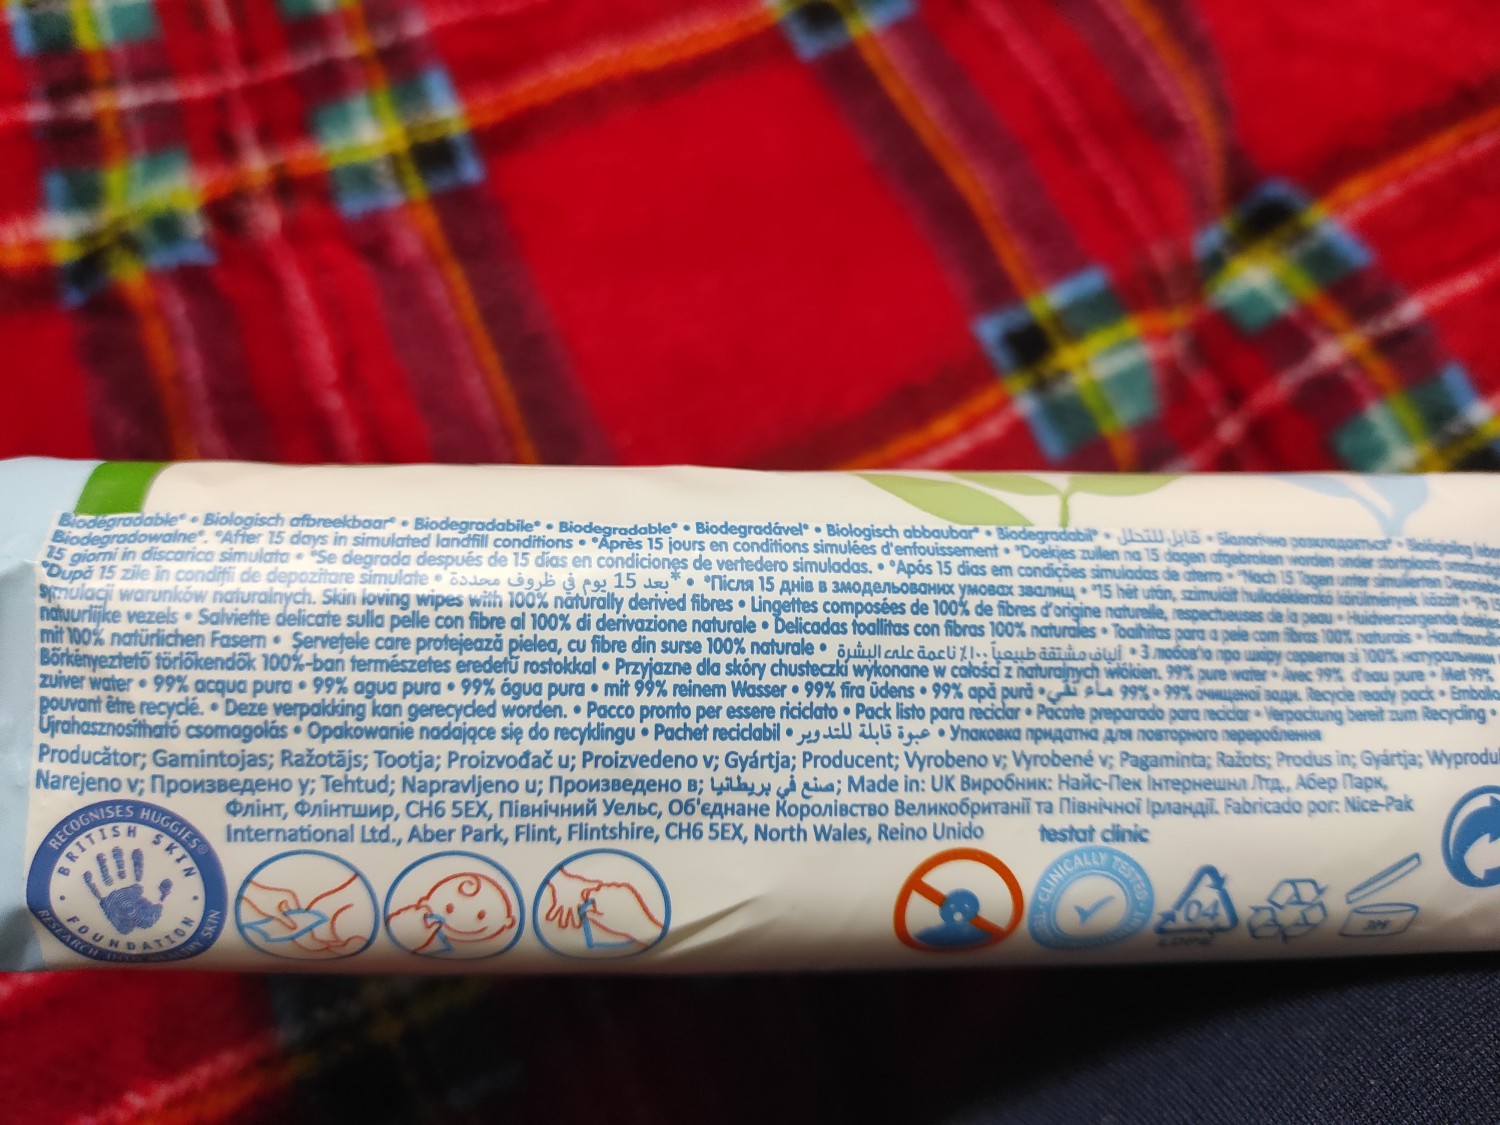 Biodégradable* • Biologisch afbreekbaar* • Biodegradabile* • Biodegradable* • Biodegradável* • Biologisch abbaubar* • Biodegradabil* • قابل للتحلل
Biodegradowalne*. *After 15 days in simulated landfill conditions • *Après 15 jours en conditions simulées d'enfouissement • *Doekjes zullen na 15 dagen afgebroken worden onder stortplaats
15 giorni in discarica simulata • *Se degrada después de 15 días en condiciones de vertedero simuladas. • *Após 15 dias em condições simuladas de aterro • *Nach 15 Tagen unter simulierten
*După 15 zile în condiții de depozitare simulate • بعد 15 يوم في ظروف محددة* • *Після 15 днів в змодельованих умовах звалищ • *15 hét után, szimulált
symulacji warunków naturalnych. Skin loving wipes with 100% naturally derived fibres • Lingettes composées de 100% de fibres d'origine naturelle, respectueuses de la peau •
natuurlijke vezels • Salviette delicate sulla pelle con fibre al 100% di derivazione naturale • Delicadas toallitas con fibras 100% naturales • Toalhitas para a pele com fibras 100% naturais •
mit 100% natürlichen Fasern • Șervețele care protejează pielea, cu fibre din surse 100% naturale • ألياف مشتقة طبيعياً ١٠٠٪ ناعمة على البشرة • З
Bőrkényeztető törlőkendők 100%-ban természetes eredetű rostokkal • Przyjazne dla skóry chusteczki wykonane w całości z naturalnych włókien. 99% pure water • Avec 99% d'eau pure • Met 99%
zuiver water • 99% acqua pura • 99% agua pura • 99% água pura • mit 99% reinem Wasser • 99% fira ūdens • 99% apă pură • ماء نقي 99% • 99% очищеної води. Recycle ready pack •
pouvant être recyclé. • Deze verpakking kan gerecycled worden. • Pacco pronto per essere riciclato • Pack listo para reciclar • Pacote preparado para reciclar • Verpackung bereit zum Recycling •
Újrahasznosítható csomagolás • Opakowanie nadające się do recyklingu • Pachet reciclabil • عبوة قابلة للتدوير • Упаковка придатна для повторного перероблення
Producător; Gamintojas; Ražotājs; Tootja; Proizvođač u; Proizvedeno v; Gyártja; Producent; Vyrobeno v; Vyrobené v; Pagaminta; Ražots; Produs in; Gyártja;
Narejeno v; Произведено у; Tehtud; Napravljeno u; Произведено в; صنع في بريطانيا; Made in: UK Виробник: Найс-Пек Інтернешнл Лтд., Абер Парк,
Флінт, Флінтшир, CH6 5EX, Північний Уельс, Об'єднане Королівство Великобританії та Північної Ірландії. Fabricado por: Nice-Pak
International Ltd., Aber Park, Flint, Flintshire, CH6 5EX, North Wales, Reino Unido
testat clinic
RECOGNISES HUGGIES®
BRITISH SKIN
FOUNDATION
RESEARCH INTO HEALTHY SKIN
CLINICALLY TESTED
04
LDPE